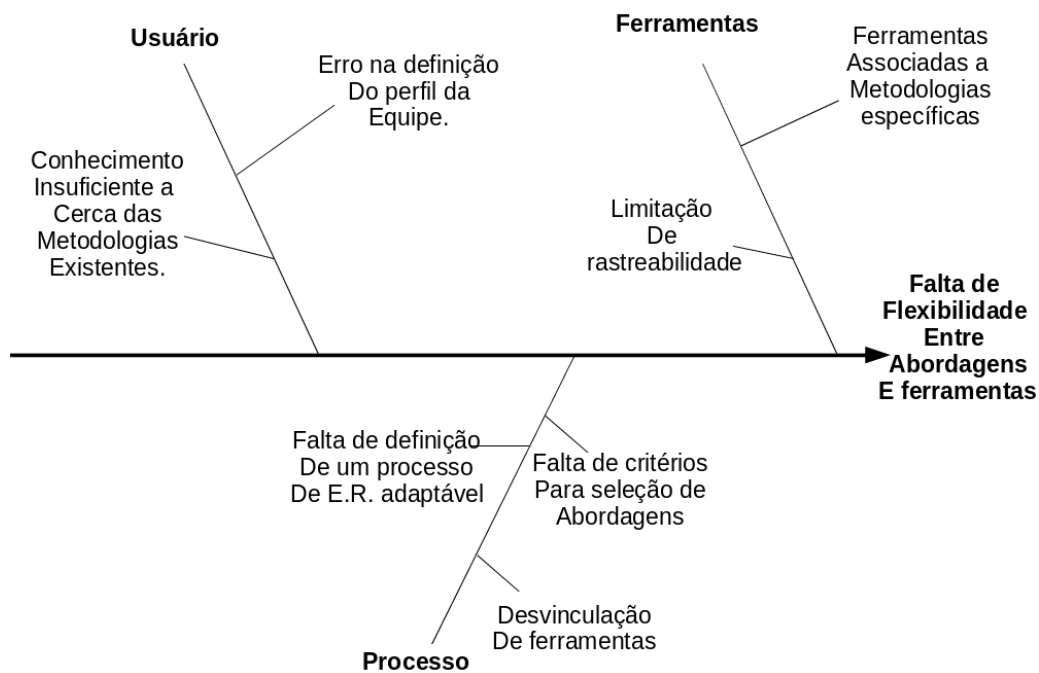 Usuário
Erro na definição
Do perfil da
Equipe.
Conhecimento
Insuficiente a
Cerca das
Metodologias
Existentes.
Ferramentas
Ferramentas
Associadas a
Metodologias
específicas
Limitação
De
rastreabilidade
Falta de
Flexibilidade
Entre
Abordagens
E ferramentas
Falta de definição
De um processo
De E.R. adaptável
Falta de critérios
Para seleção de
Abordagens
Desvinculação
De ferramentas
Processo